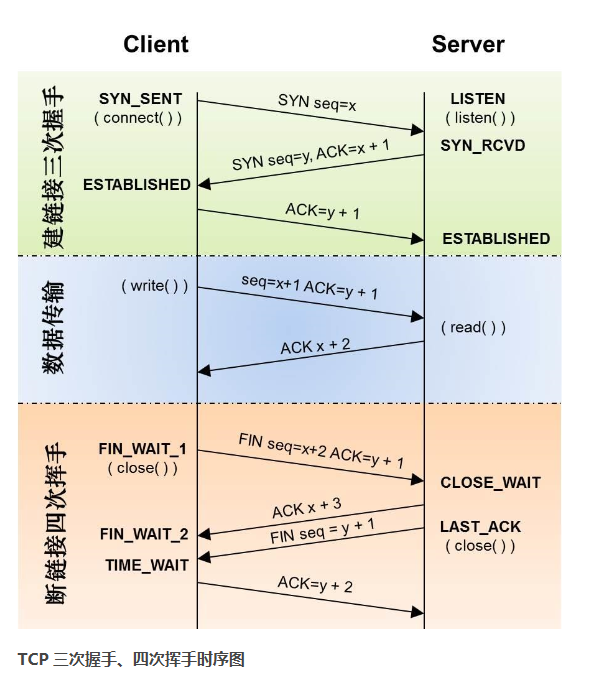 Client
Server
建链接三次握手
SYN_SENT
( connect( ) )
SYN seq=x
LISTEN
( listen( ) )
SYN_RCVD
SYN seq=y, ACK=x + 1
ESTABLISHED
ACK=y + 1
ESTABLISHED
数据传输
( write( ) )
seq=x+1 ACK=y + 1
( read( ) )
ACK x + 2
断链接四次挥手
FIN_WAIT_1
( close( ) )
FIN seq=x+2 ACK=y + 1
CLOSE_WAIT
ACK x + 3
FIN_WAIT_2
FIN seq = y + 1
LAST_ACK
( close( ) )
TIME_WAIT
ACK=y + 2
TCP 三次握手、四次挥手时序图